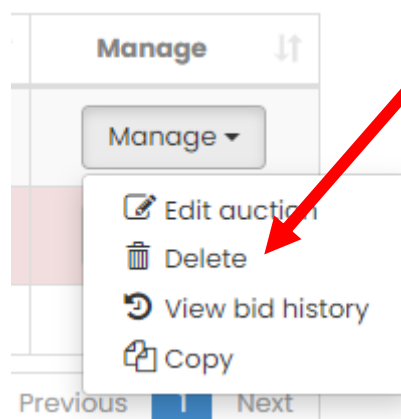 Manage
Manage
Edit auction
Delete
View bid history
Copy
Previous 1 Next